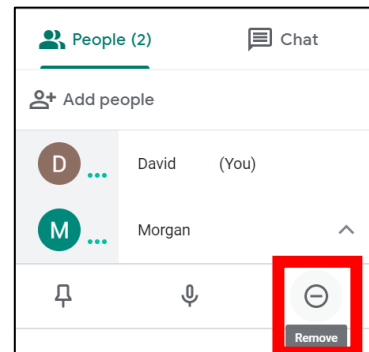 People (2) Chat
Add people
D David (You)
M Morgan
Remove